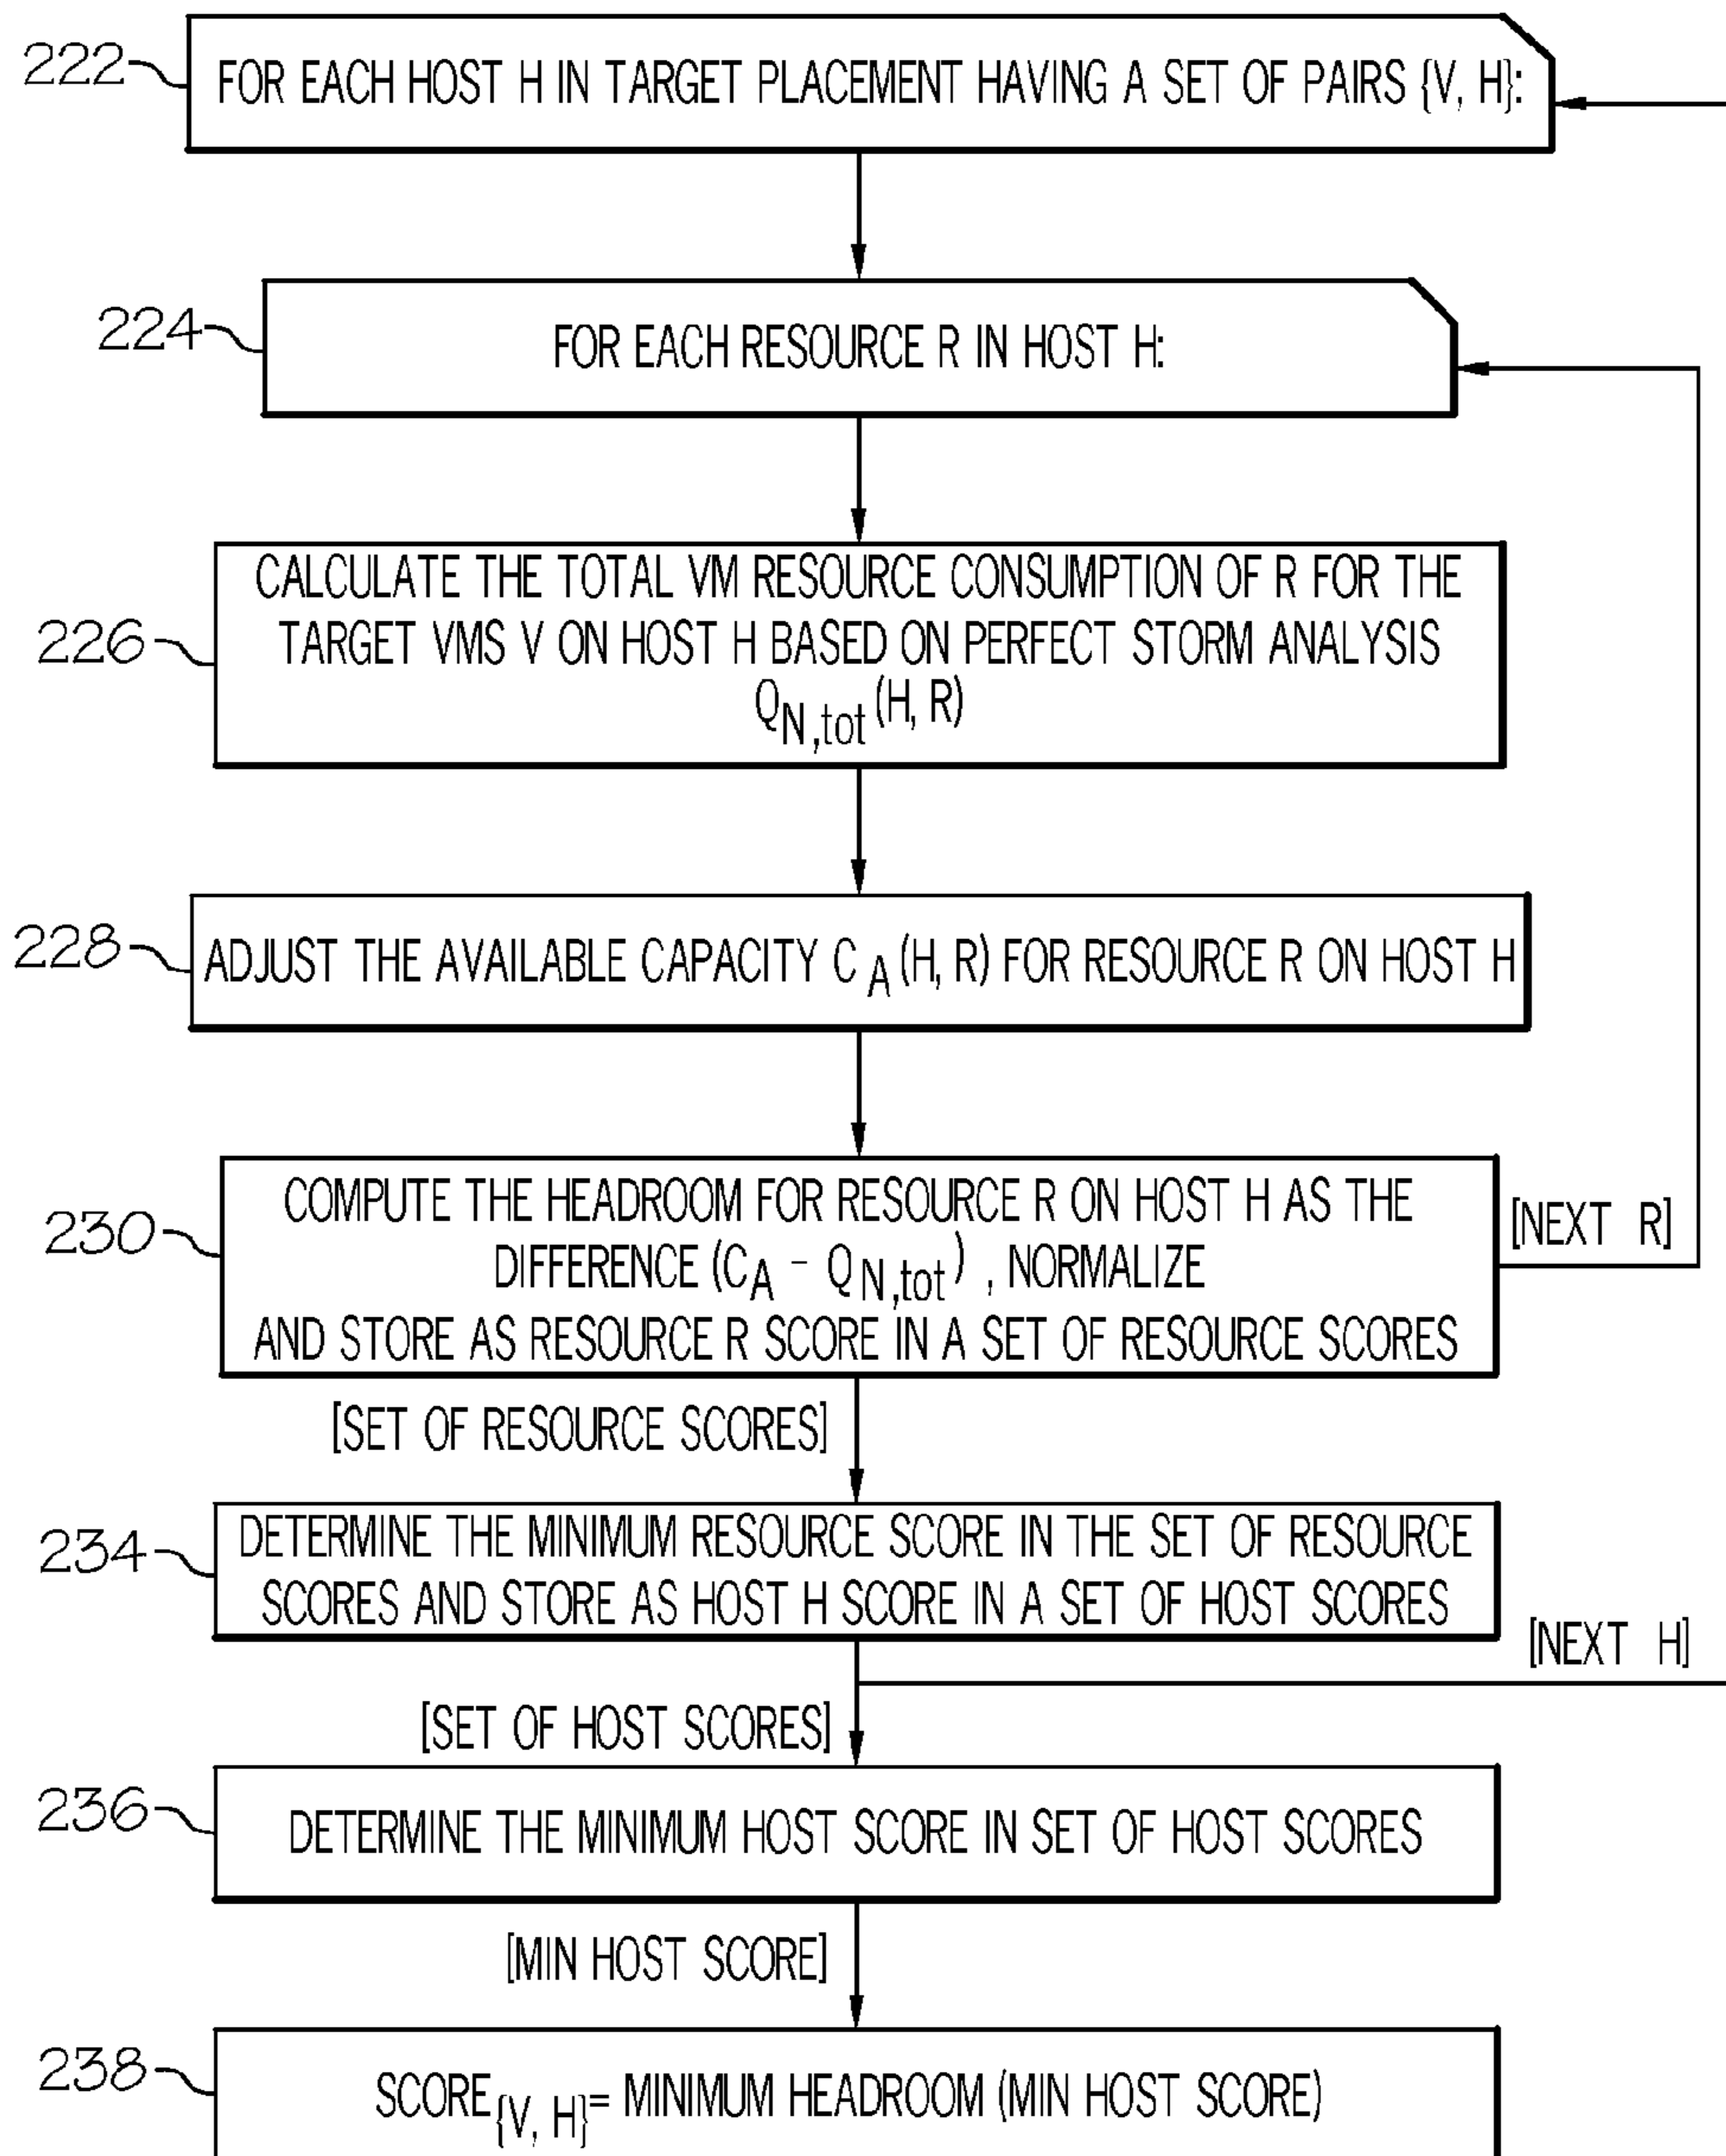 222
FOR EACH HOST H IN TARGET PLACEMENT HAVING A SET OF PAIRS {V, H}:
224
FOR EACH RESOURCE R IN HOST H:
226
CALCULATE THE TOTAL VM RESOURCE CONSUMPTION OF R FOR THE
TARGET VMS V ON HOST H BASED ON PERFECT STORM ANALYSIS
Q_N,tot (H, R)
228
ADJUST THE AVAILABLE CAPACITY C_A (H, R) FOR RESOURCE R ON HOST H
230
COMPUTE THE HEADROOM FOR RESOURCE R ON HOST H AS THE
DIFFERENCE (C_A - Q_N,tot) , NORMALIZE
AND STORE AS RESOURCE R SCORE IN A SET OF RESOURCE SCORES
[NEXT R]
[SET OF RESOURCE SCORES]
234
DETERMINE THE MINIMUM RESOURCE SCORE IN THE SET OF RESOURCE
SCORES AND STORE AS HOST H SCORE IN A SET OF HOST SCORES
[NEXT H]
[SET OF HOST SCORES]
236
DETERMINE THE MINIMUM HOST SCORE IN SET OF HOST SCORES
[MIN HOST SCORE]
238
SCORE_{V, H} = MINIMUM HEADROOM (MIN HOST SCORE)